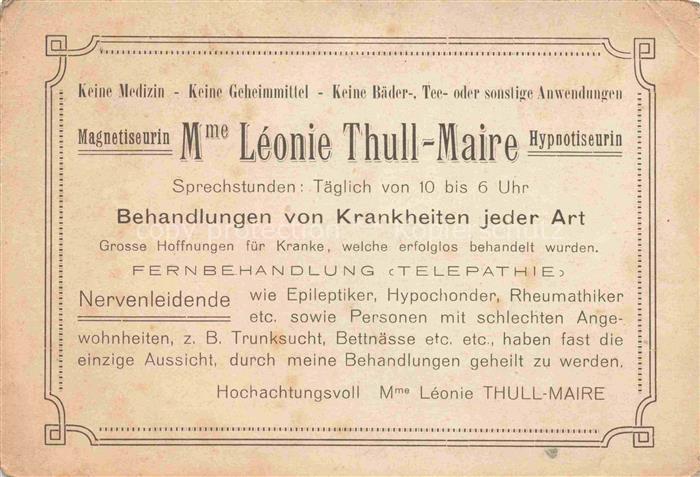 Keine Medizin - Keine Geheimmittel - Keine Bäder-, Tee- oder sonstige Anwendungen
Magnetiseurin Mme Léonie Thull-Maire Hypnotiseurin
Sprechstunden: Täglich von 10 bis 6 Uhr
Behandlungen von Krankheiten jeder Art
copy protection
Grosse Hoffnungen für Kranke, welche erfolglos behandelt wurden.
FERNBEHANDLUNG (TELEPATHIE)
Nervenleidende wie Epileptiker, Hypochonder, Rheumathiker
etc. sowie Personen mit schlechten Ange-
wohnheiten, z. B. Trunksucht, Bettnässe etc. etc., haben fast die
einzige Aussicht, durch meine Behandlungen geheilt zu werden.
Hochachtungsvoll Mme Léonie THULL-MAIRE